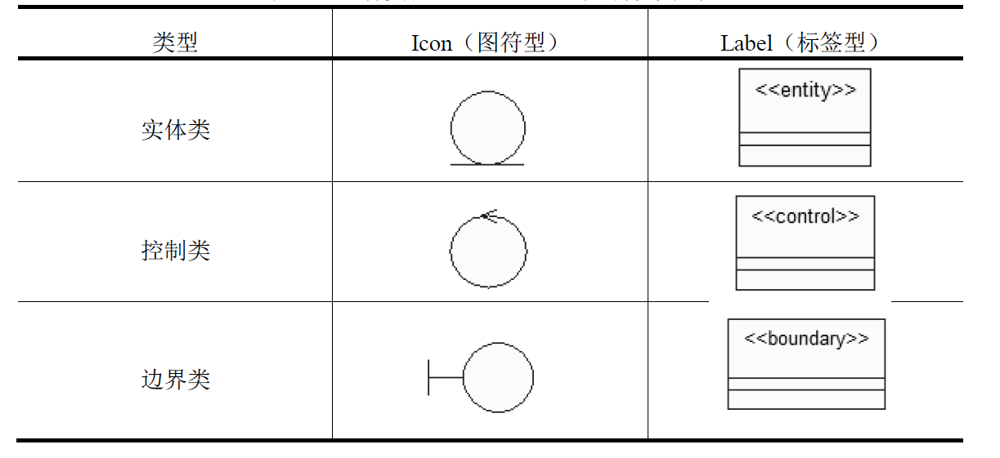 类型 Icon（图符型） Label（标签型）
实体类 <<entity>>
控制类 <<control>>
边界类 <<boundary>>